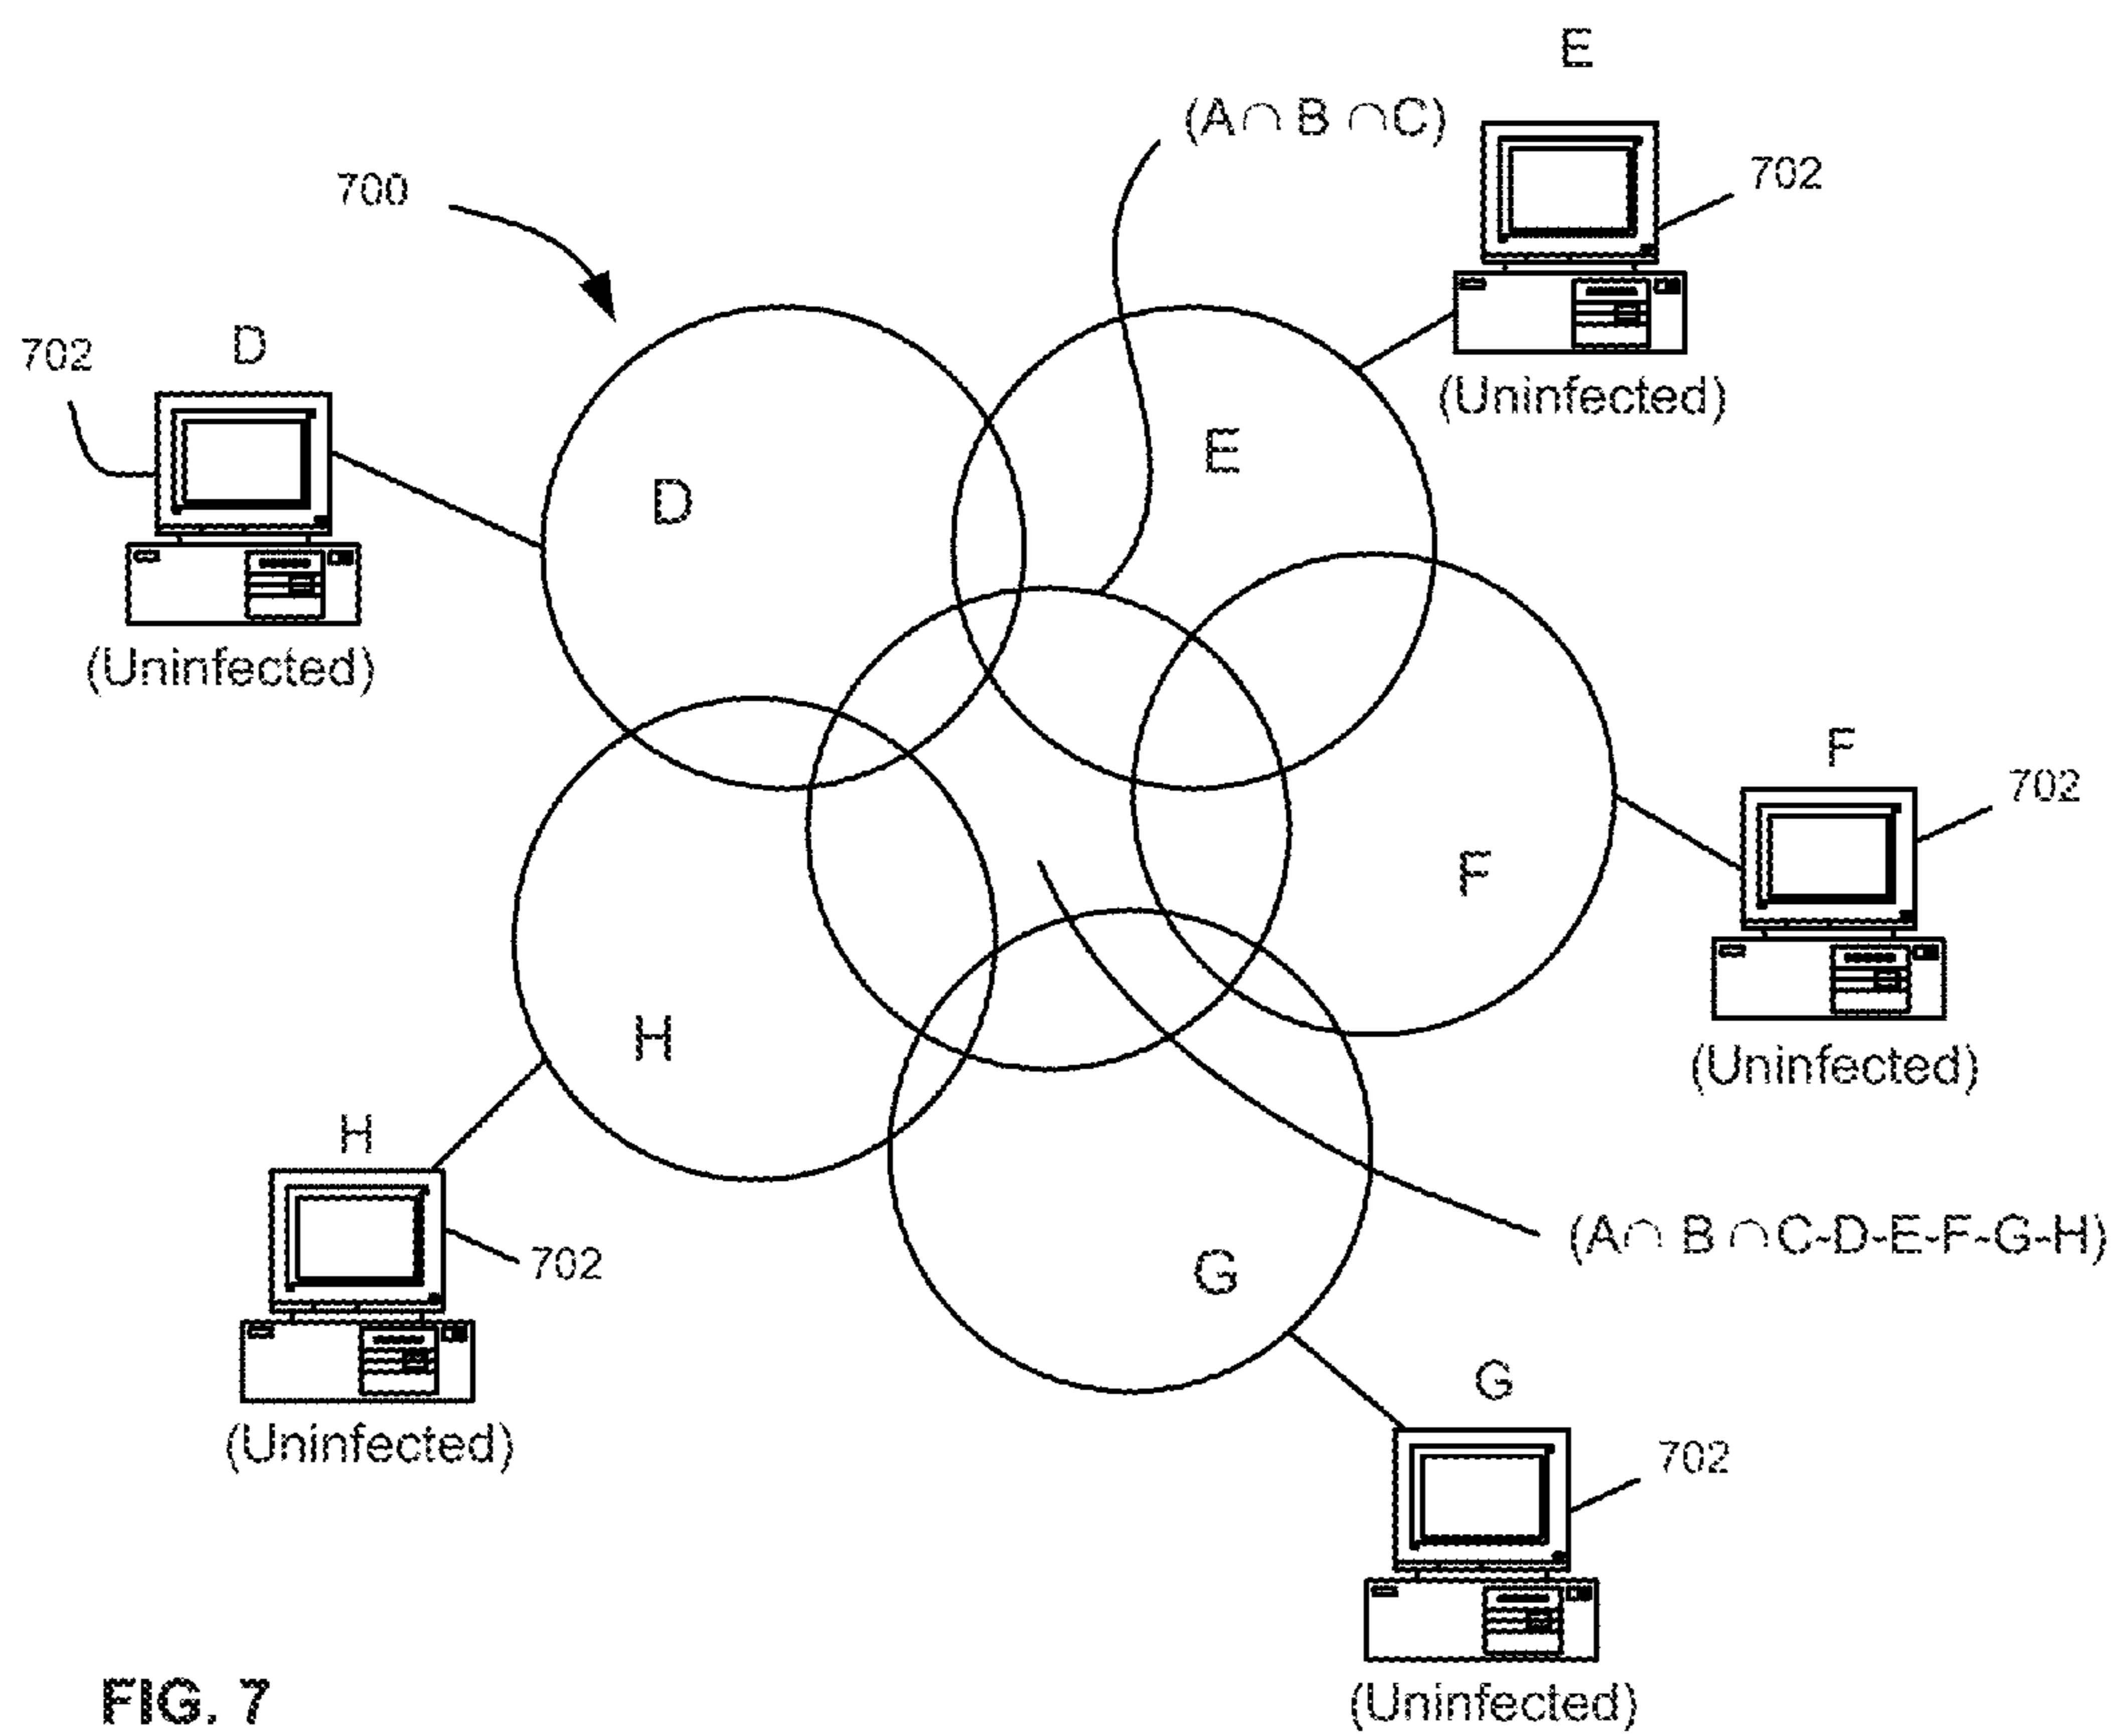 E
(A∩ B ∩C)
702
700
(Uninfected)
D
702
E
D
(Uninfected)
F
702
F
(Uninfected)
H
H
(A∩ B ∩C-D-E-F-G-H)
702
G
G
(Uninfected)
702
(Uninfected)
FIG. 7